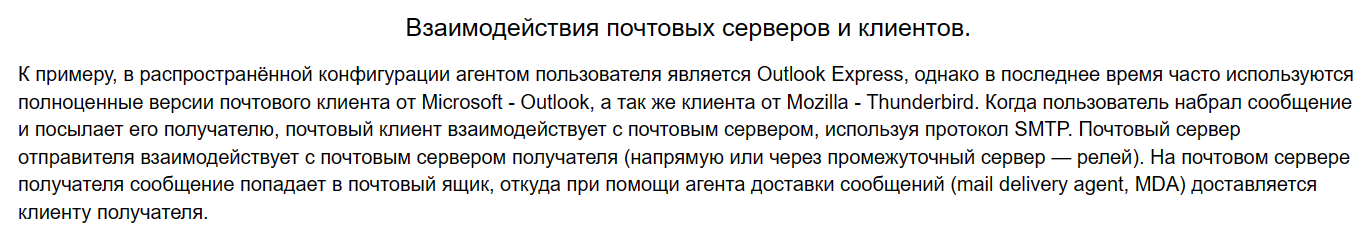 Взаимодействия почтовых серверов и клиентов.
К примеру, в распространённой конфигурации агентом пользователя является Outlook Express, однако в последнее время часто используются
полноценные версии почтового клиента от Microsoft - Outlook, а так же клиента от Mozilla - Thunderbird. Когда пользователь набрал сообщение
и посылает его получателю, почтовый клиент взаимодействует с почтовым сервером, используя протокол SMTP. Почтовый сервер
отправителя взаимодействует с почтовым сервером получателя (напрямую или через промежуточный сервер — релей). На почтовом сервере
получателя сообщение попадает в почтовый ящик, откуда при помощи агента доставки сообщений (mail delivery agent, MDA) доставляется
клиенту получателя.